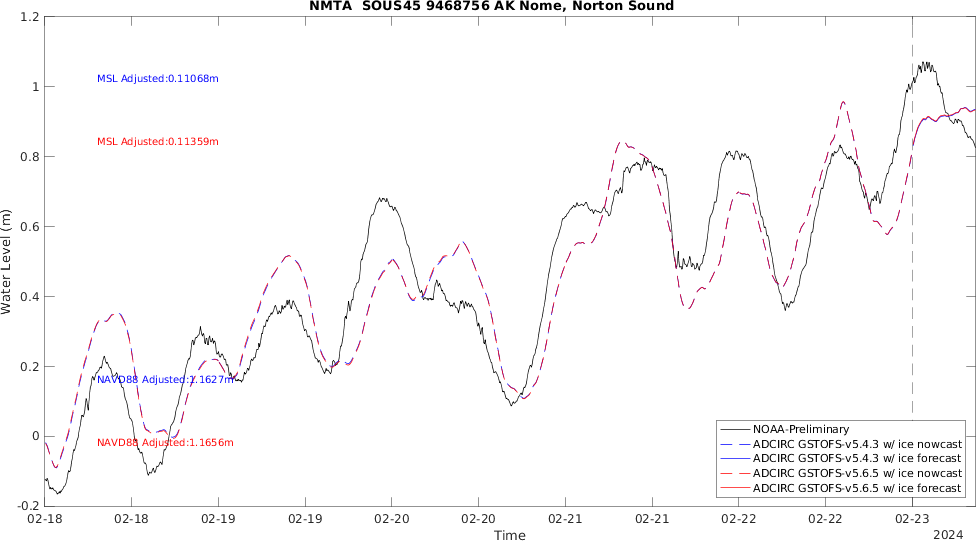 NMTA SOUS45 9468756 AK Nome, Norton Sound
1.2
1
0.8
0.6
0.4
0.2
0
-0.2
Water Level (m)
MSL Adjusted:0.11068m
MSL Adjusted:0.11359m
NAVD88 Adjusted:1.1627m
NAVD88 Adjusted:1.1656m
NOAA-Preliminary
ADCIRC GSTOFS-v5.4.3 w/ ice nowcast
ADCIRC GSTOFS-v5.4.3 w/ ice forecast
ADCIRC GSTOFS-v5.6.5 w/ ice nowcast
ADCIRC GSTOFS-v5.6.5 w/ ice forecast
02-18 02-18 02-19 02-19 02-20 02-20 02-21 02-21 02-22 02-22 02-23
Time
2024